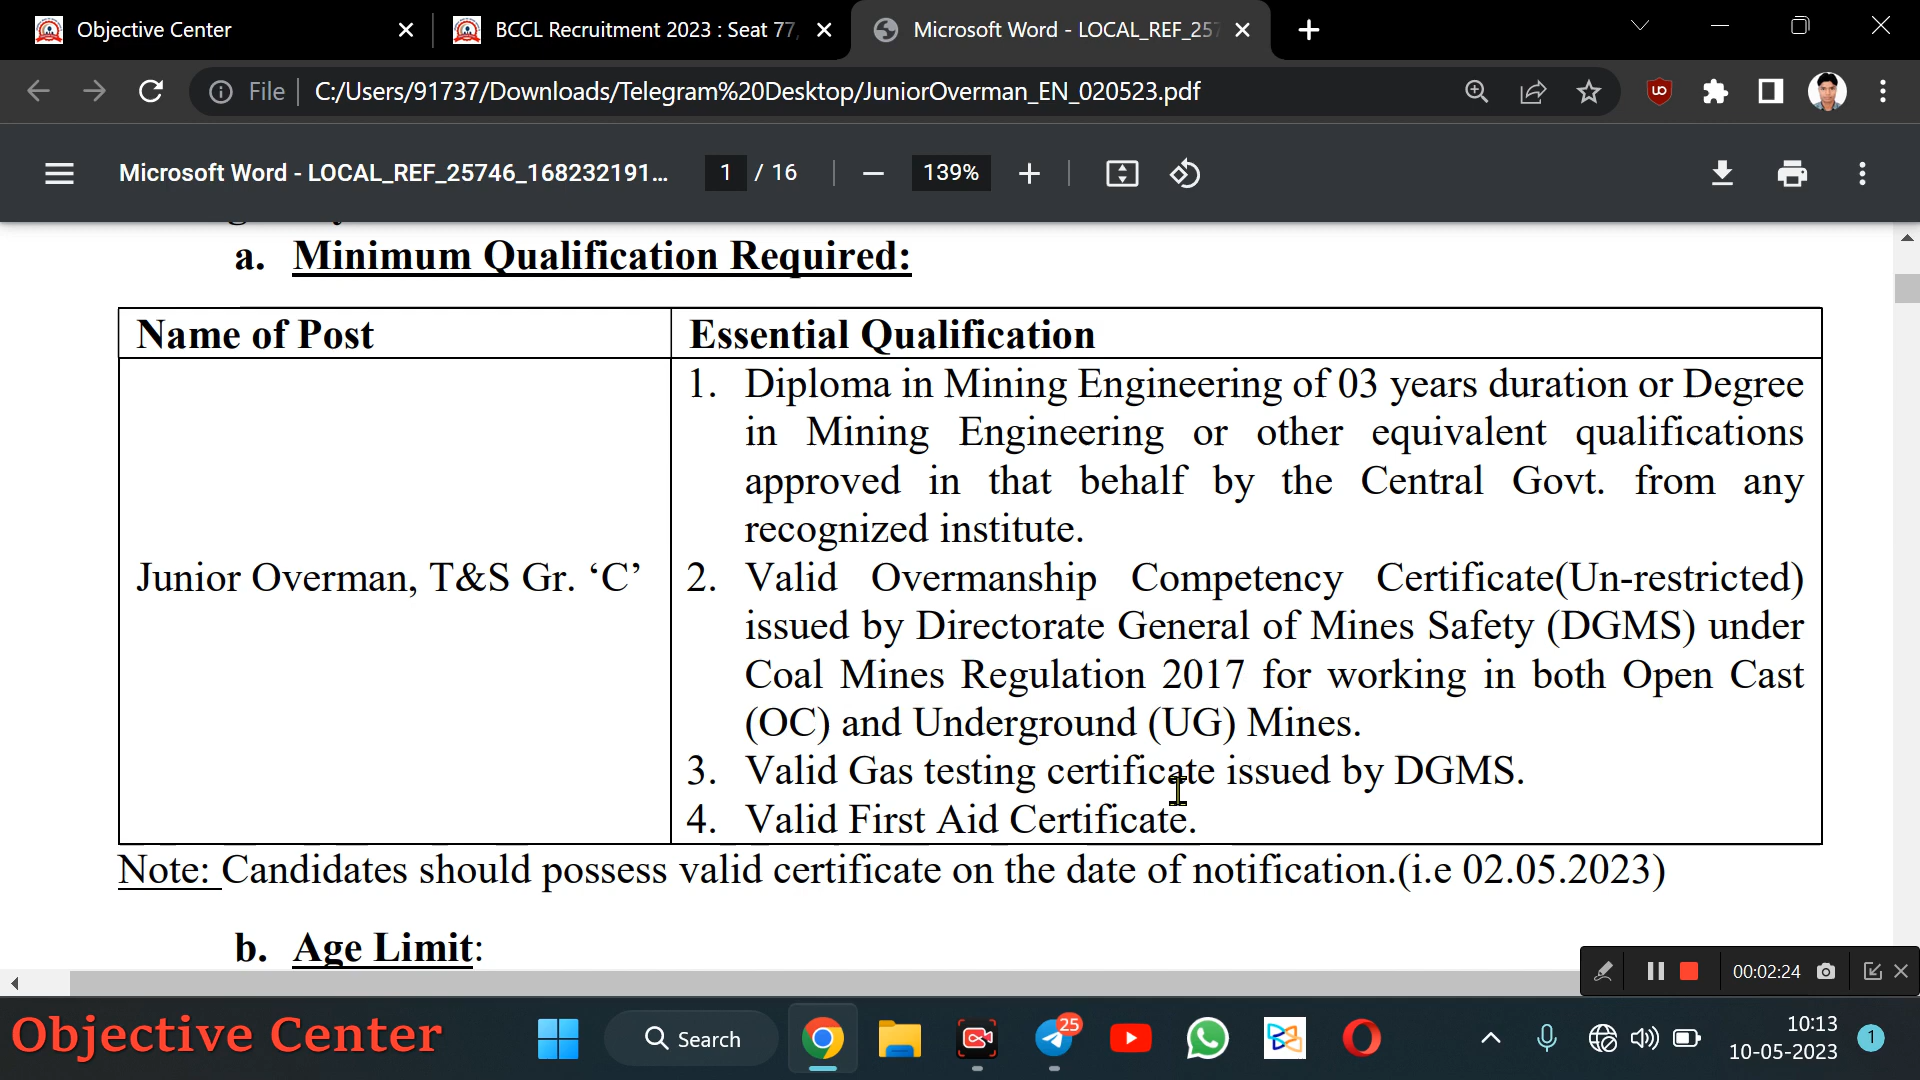 Objective Center
BCCL Recruitment 2023 : Seat 77,
Microsoft Word - LOCAL_REF_257
File
C:/Users/91737/Downloads/Telegram%20Desktop/JuniorOverman_EN_020523.pdf
Microsoft Word - LOCAL_REF_25746_168232191...
1 / 16
139%
a. Minimum Qualification Required:
Name of Post
Essential Qualification
Junior Overman, T&S Gr. ‘C’
1. Diploma in Mining Engineering of 03 years duration or Degree
in Mining Engineering or other equivalent qualifications
approved in that behalf by the Central Govt. from any
recognized institute.
2. Valid Overmanship Competency Certificate(Un-restricted)
issued by Directorate General of Mines Safety (DGMS) under
Coal Mines Regulation 2017 for working in both Open Cast
(OC) and Underground (UG) Mines.
3. Valid Gas testing certificate issued by DGMS.
4. Valid First Aid Certificate.
Note: Candidates should possess valid certificate on the date of notification.(i.e 02.05.2023)
b. Age Limit:
00:02:24
Objective Center
Search
25
10:13
10-05-2023
1